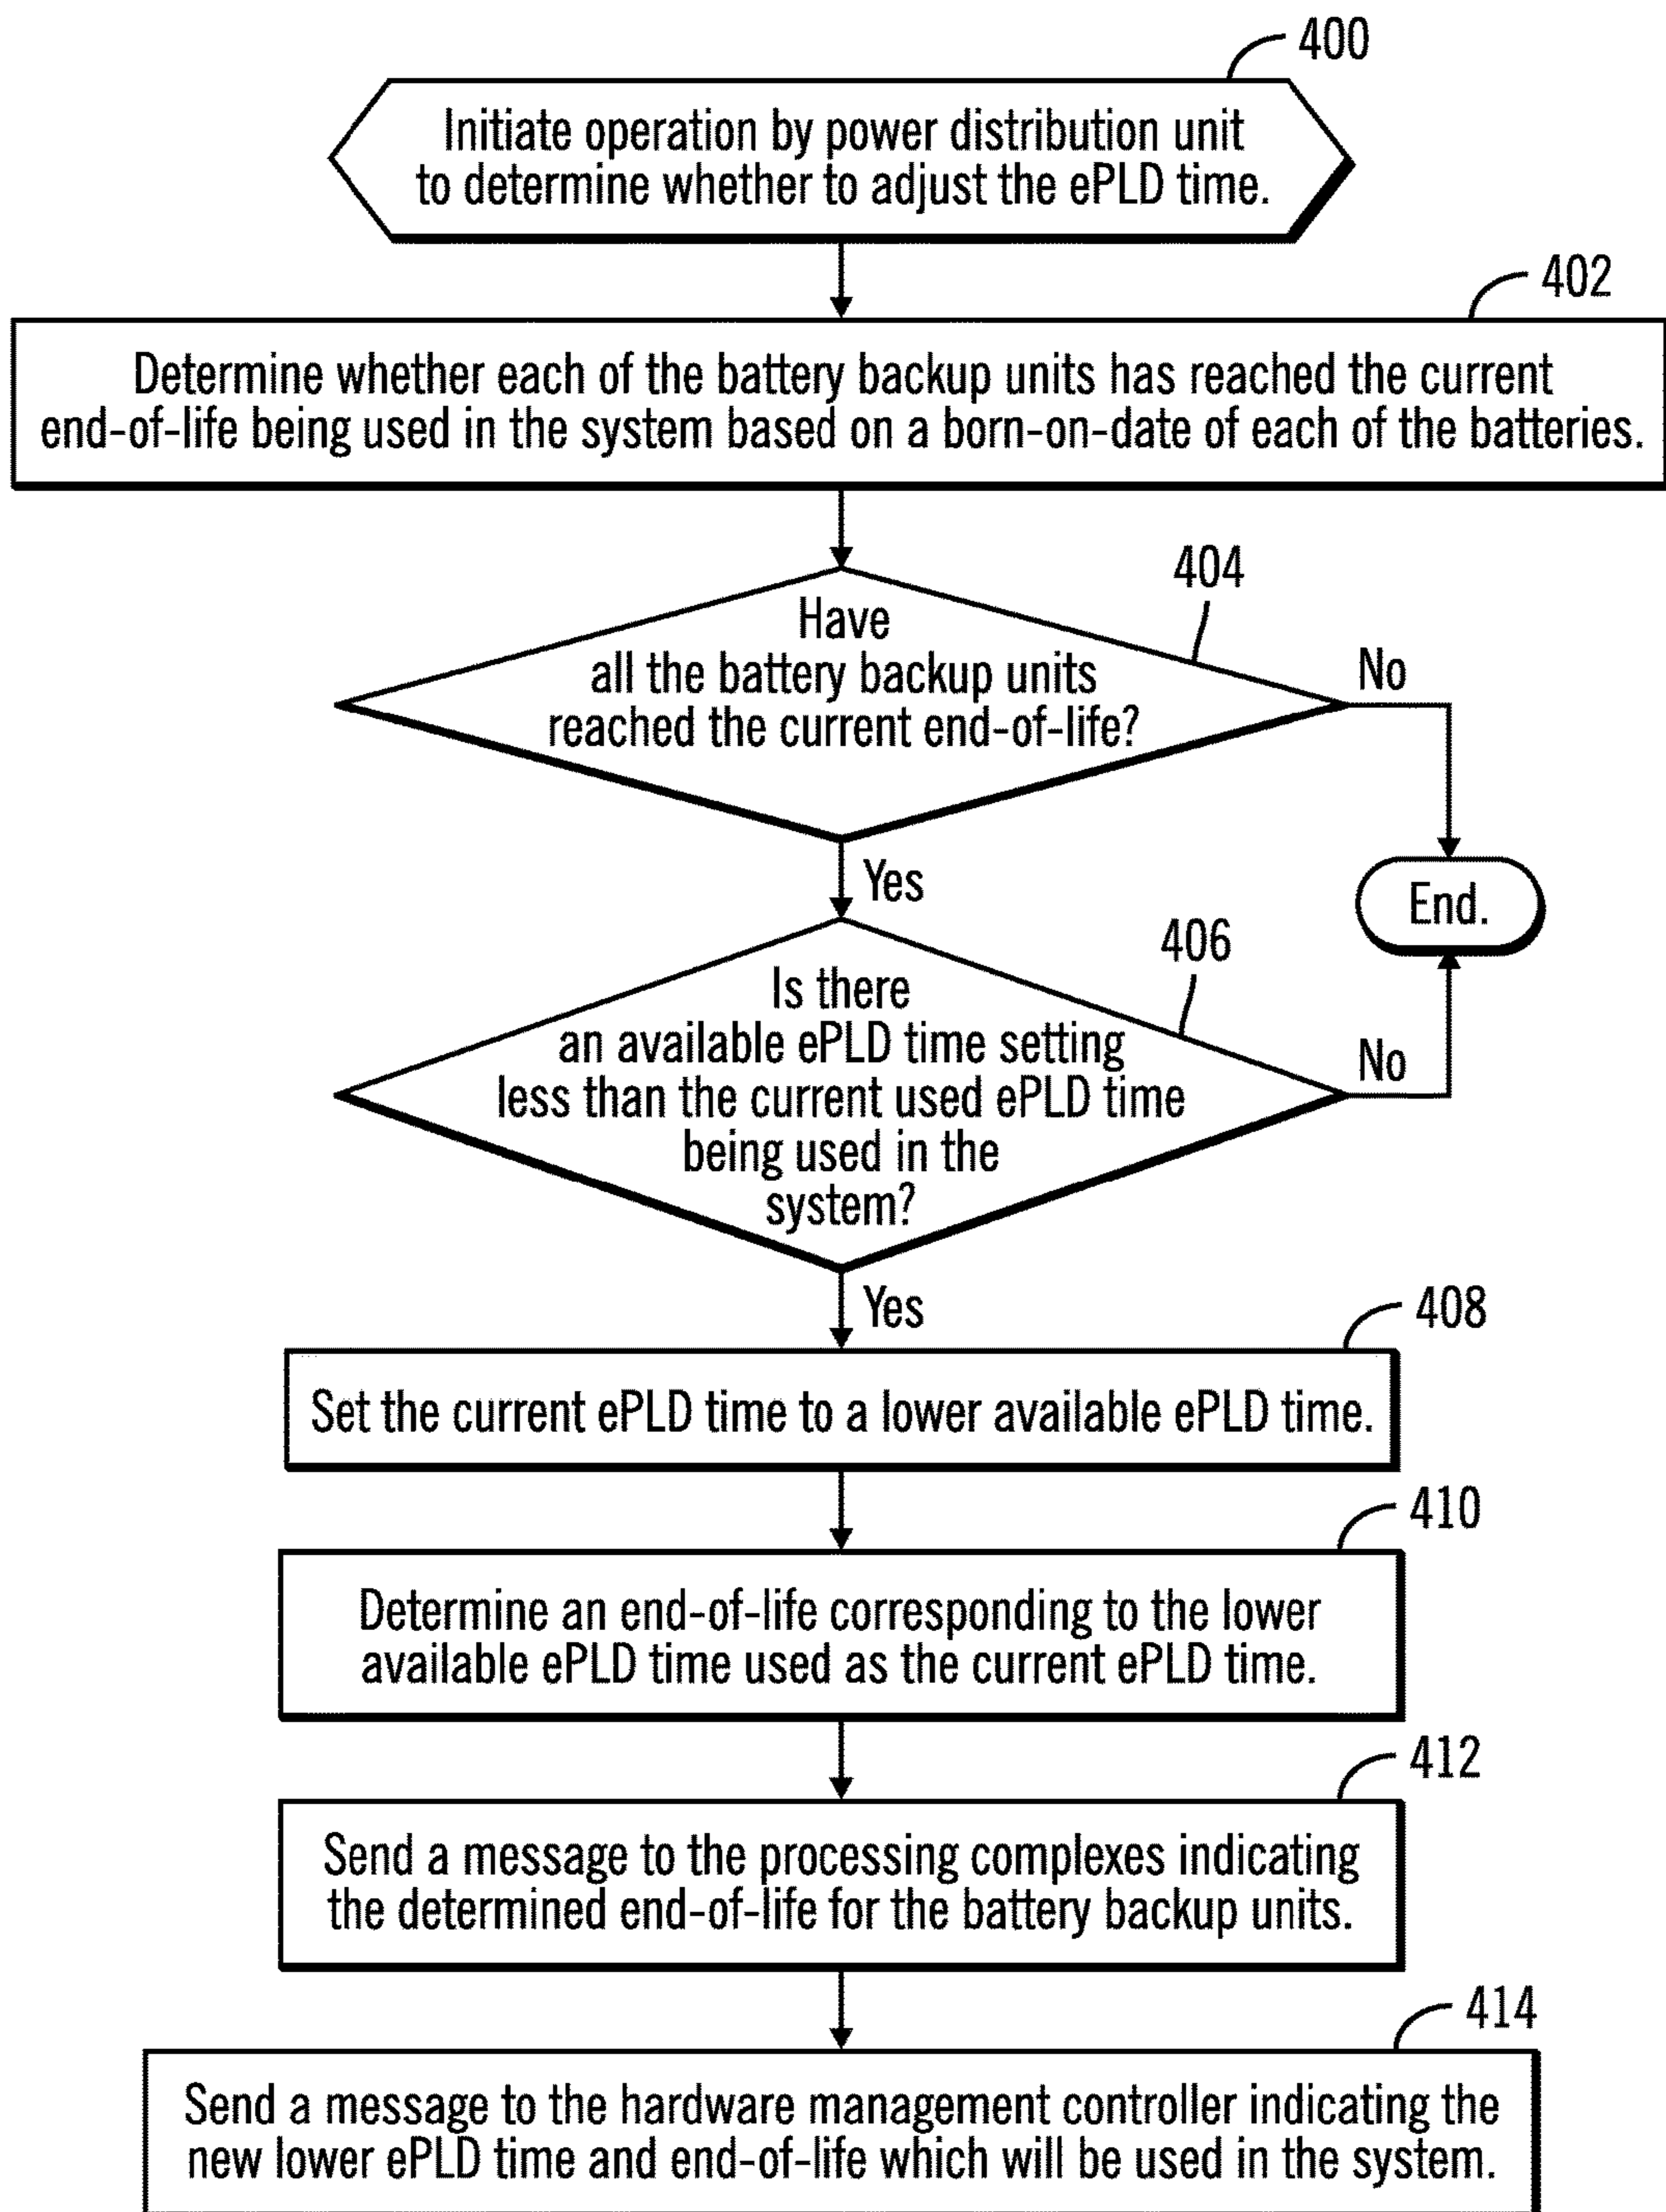 400
Initiate operation by power distribution unit
to determine whether to adjust the ePLD time.
402
Determine whether each of the battery backup units has reached the current
end-of-life being used in the system based on a born-on-date of each of the batteries.
404
Have
all the battery backup units
reached the current end-of-life?
No
Yes
End.
406
Is there
an available ePLD time setting
less than the current used ePLD time
being used in the
system?
No
Yes
408
Set the current ePLD time to a lower available ePLD time.
410
Determine an end-of-life corresponding to the lower
available ePLD time used as the current ePLD time.
412
Send a message to the processing complexes indicating
the determined end-of-life for the battery backup units.
414
Send a message to the hardware management controller indicating the
new lower ePLD time and end-of-life which will be used in the system.